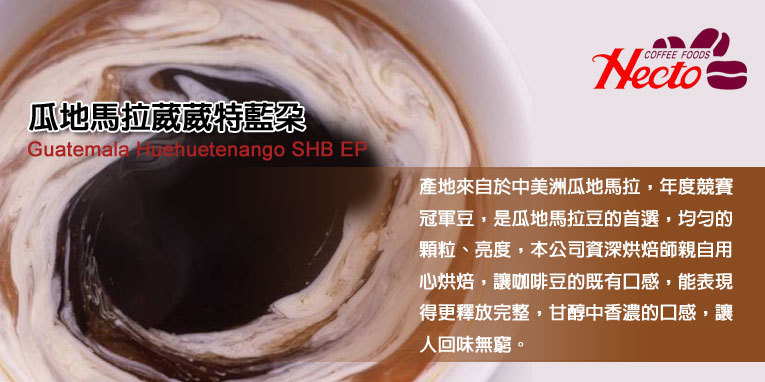 COFFEE FOODS
Hecto
瓜地馬拉葳葳特藍朶
Guatemala Huehuetenango SHB EP
產地來自於中美洲瓜地馬拉，年度競賽
冠軍豆，是瓜地馬拉豆的首選，均勻的
顆粒、亮度，本公司資深烘焙師親自用
心烘焙，讓咖啡豆的既有口感，能表現
得更釋放完整，甘醇中香濃的口感，讓
人回味無窮。